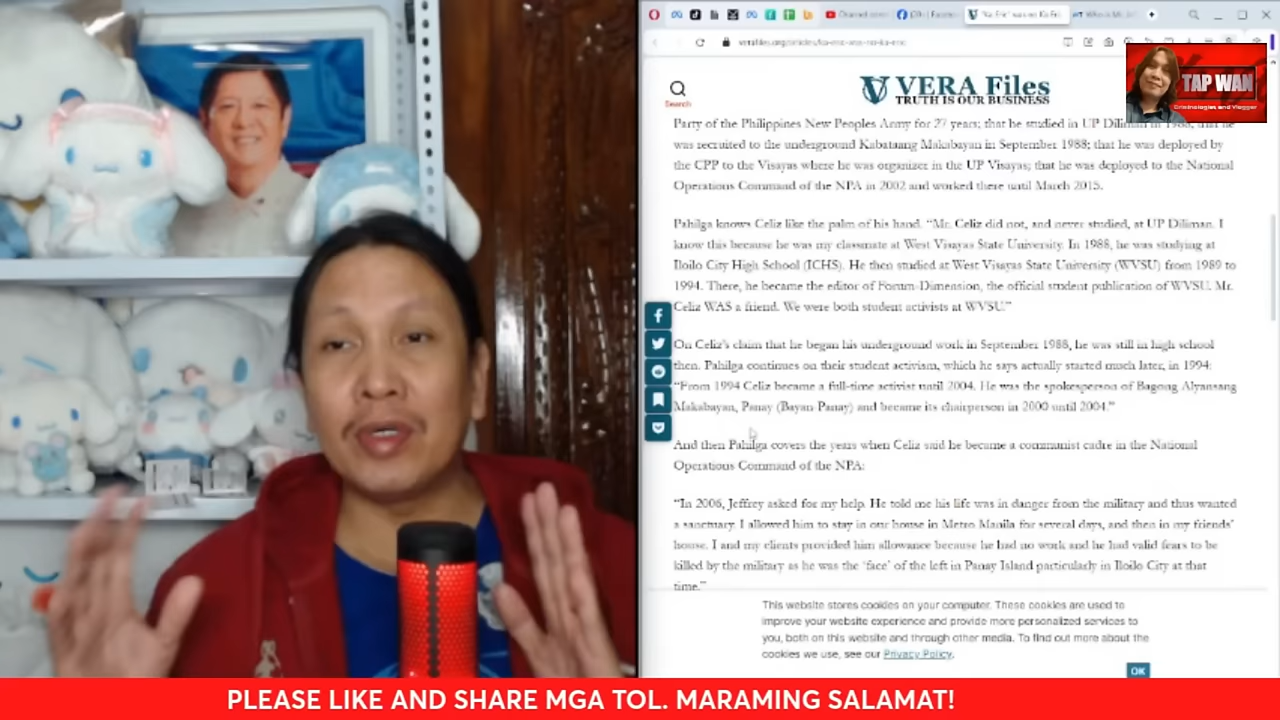 VERA Files
TRUTH IS OUR BUSINESS
Search
TAP WAN
Criminologist and Vlogger
Party of the Philippines New Peoples Army for 27 years; that he studied in UP Diliman in 1988; that he
was recruited to the underground Kabataang Makabayan in September 1988; that he was deployed by
the CPP to the Visayas where he was organizer in the UP Visayas; that he was deployed to the National
Operations Command of the NPA in 2002 and worked there until March 2015.
Pahilga knows Celiz like the palm of his hand. “Mr. Celiz did not, and never studied, at UP Diliman. I
know this because he was my classmate at West Visayas State University. In 1988, he was studying at
Iloilo City High School (ICHS). He then studied at West Visayas State University (WVSU) from 1989 to
1994. There, he became the editor of Forum-Dimension, the official student publication of WVSU. Mr.
Celiz WAS a friend. We were both student activists at WVSU.”
On Celiz’s claim that he began his underground work in September 1988, he was still in high school
then. Pahilga continues on their student activism, which he says actually started much later, in 1994:
“From 1994 Celiz became a full-time activist until 2004. He was the spokesperson of Bagong Alyansang
Makabayan, Panay (Bayan Panay) and became its chairperson in 2000 until 2004.”
And then Pahilga covers the years when Celiz said he became a communist cadre in the National
Operations Command of the NPA:
“In 2006, Jeffrey asked for my help. He told me his life was in danger from the military and thus wanted
a sanctuary. I allowed him to stay in our house in Metro Manila for several days, and then in my friends’
house. I and my clients provided him allowance because he had no work and he had valid fears to be
killed by the military as he was the ‘face’ of the left in Panay Island particularly in Iloilo City at that
time.”
This website stores cookies on your computer. These cookies are used to
improve your website experience and provide more personalized services to
you, both on this website and through other media. To find out more about the
cookies we use, see our Privacy Policy.
OK
PLEASE LIKE AND SHARE MGA TOL. MARAMING SALAMAT!